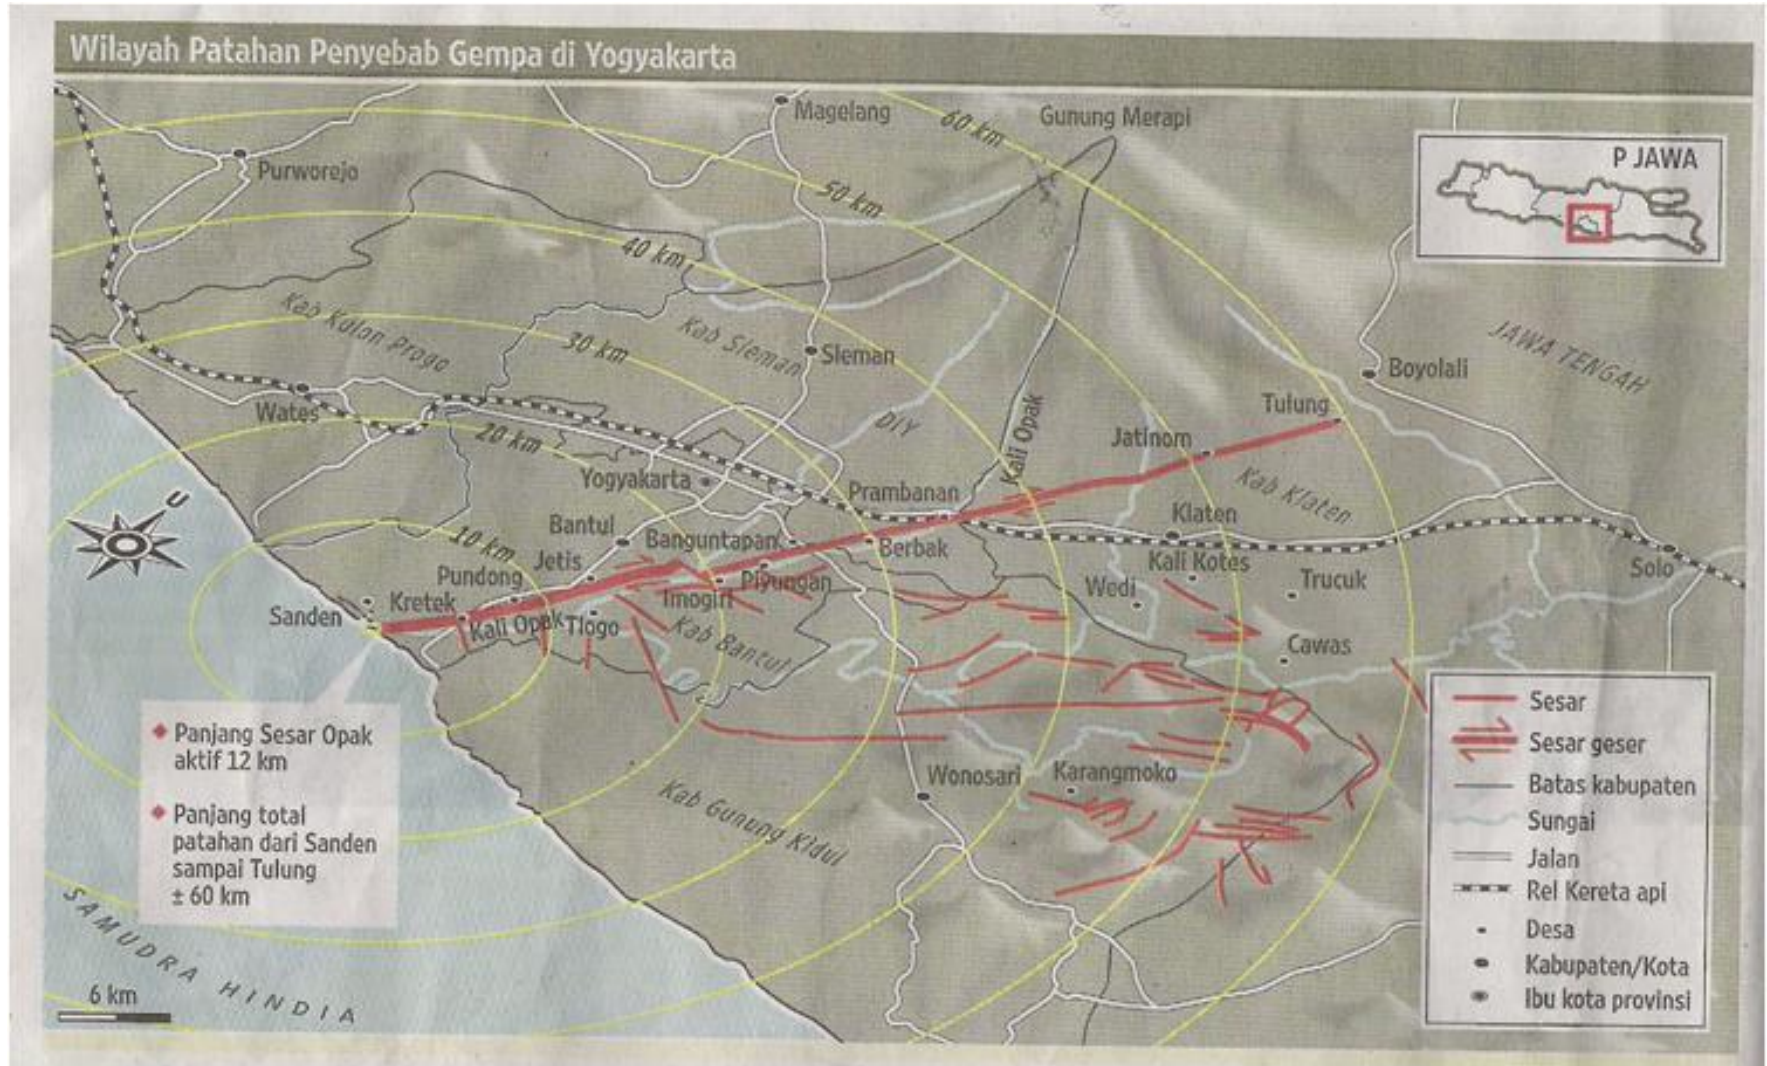 Wilayah Patahan Penyebab Gempa di Yogyakarta
Magelang
60 km
Gunung Merapi
P JAWA
Purworejo
50 km
40 km
Kab Kulon Progo
30 km
Kab Sleman
Sleman
JAWA TENGAH
Boyolali
Wates
20 km
DIY
Kali Opak
Tulung
Jatinom
Yogyakarta
Prambanan
Kab Klaten
U
10 km
Bantul
Banguntapan
Berbak
Klaten
Kali Kotes
Solo
Jetis
Pundong
Piyungan
Imogiri
Wedi
Trucuk
Sanden
Kretek
Kali Opak
Tlogo
Kab Bantul
Cawas
Panjang Sesar Opak
aktif 12 km
Panjang total
patahan dari Sanden
sampai Tulung
± 60 km
Wonosari
Karangmoko
Kab Gunung Kidul
SAMUDRA HINDIA
6 km
Sesar
Sesar geser
Batas kabupaten
Sungai
Jalan
Rel Kereta api
Desa
Kabupaten/Kota
Ibu kota provinsi